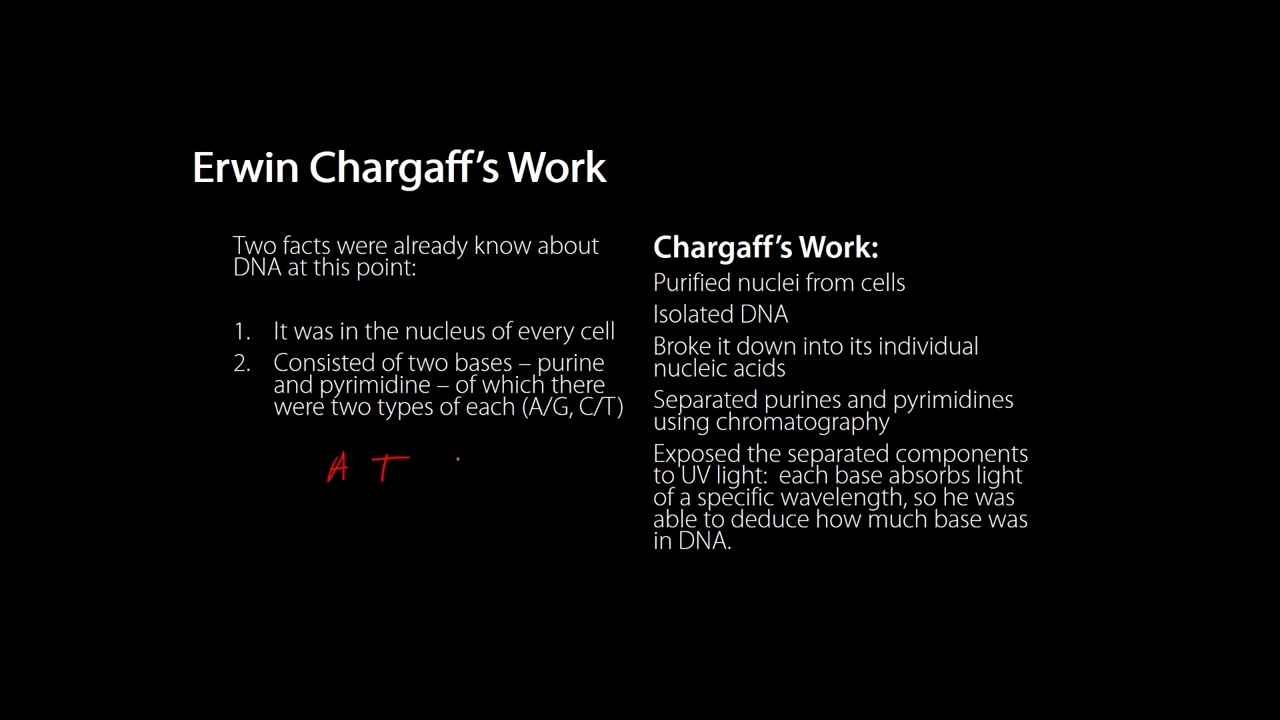 Erwin Chargaff’s Work
Two facts were already know about
DNA at this point:
1. It was in the nucleus of every cell
2. Consisted of two bases – purine
and pyrimidine – of which there
were two types of each (A/G, C/T)
A T
Chargaff’s Work:
Purified nuclei from cells
Isolated DNA
Broke it down into its individual
nucleic acids
Separated purines and pyrimidines
using chromatography
Exposed the separated components
to UV light: each base absorbs light
of a specific wavelength, so he was
able to deduce how much base was
in DNA.